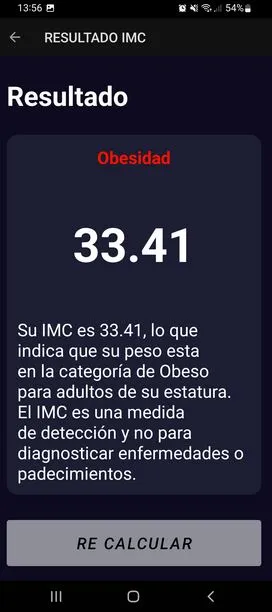 13:56
54%
RESULTADO IMC
Resultado
Obesidad
33.41
Su IMC es 33.41, lo que
indica que su peso esta
en la categoría de Obeso
para adultos de su estatura.
El IMC es una medida
de detección y no para
diagnosticar enfermedades o
padecimientos.
RE CALCULAR